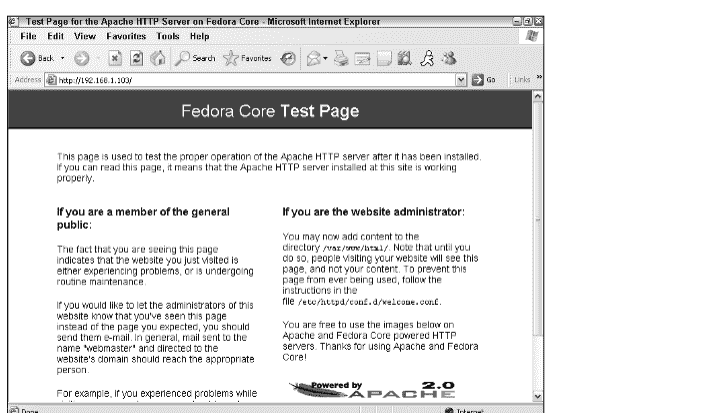 Test Page for the Apache HTTP Server on Fedora Core - Microsoft Internet Explorer
File Edit View Favorites Tools Help
Back Search Favorites
Address http://192.168.1.103/ Go Links »
Fedora Core Test Page
This page is used to test the proper operation of the Apache HTTP server after it has been installed.
If you can read this page, it means that the Apache HTTP server installed at this site is working
properly.
If you are a member of the general
public:
The fact that you are seeing this page
indicates that the website you just visited is
either experiencing problems, or is undergoing
routine maintenance.
If you would like to let the administrators of this
website know that you've seen this page
instead of the page you expected, you should
send them e-mail. In general, mail sent to the
name "webmaster" and directed to the
website's domain should reach the appropriate
person.
For example, if you experienced problems while
If you are the website administrator:
You may now add content to the
directory /var/www/html/. Note that until you
do so, people visiting your website will see this
page, and not your content. To prevent this
page from ever being used, follow the
instructions in the
file /etc/httpd/conf.d/welcome.conf.
You are free to use the images below on
Apache and Fedora Core powered HTTP
servers. Thanks for using Apache and Fedora
Core!
Powered by 2.0
APACHE
Done Internet